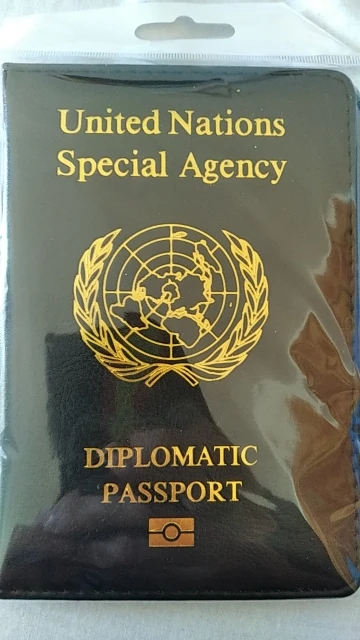 United Nations
Special Agency
DIPLOMATIC
PASSPORT